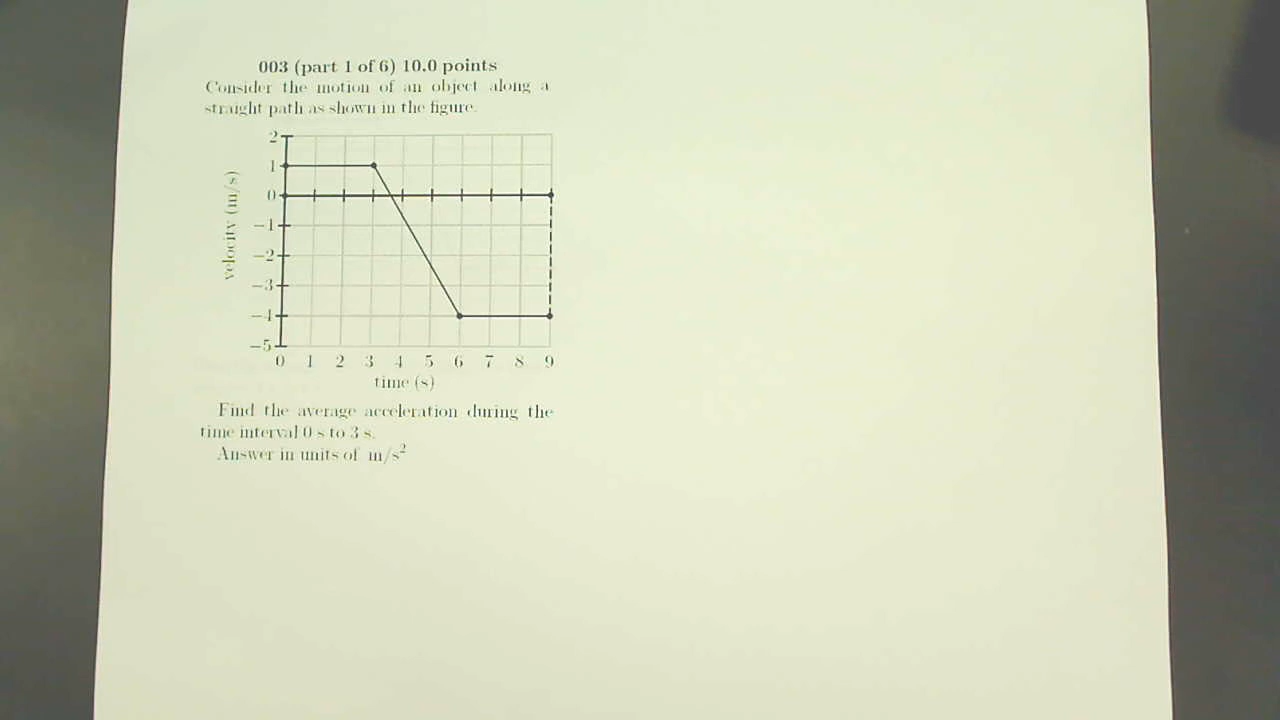 003 (part 1 of 6) 10.0 points
Consider the motion of an object along a
straight path as shown in the figure.
2
1
0
−1
−2
−3
−4
−5
velocity (m/s)
0 1 2 3 4 5 6 7 8 9
time (s)
Find the average acceleration during the
time interval 0 s to 3 s.
Answer in units of m/s²